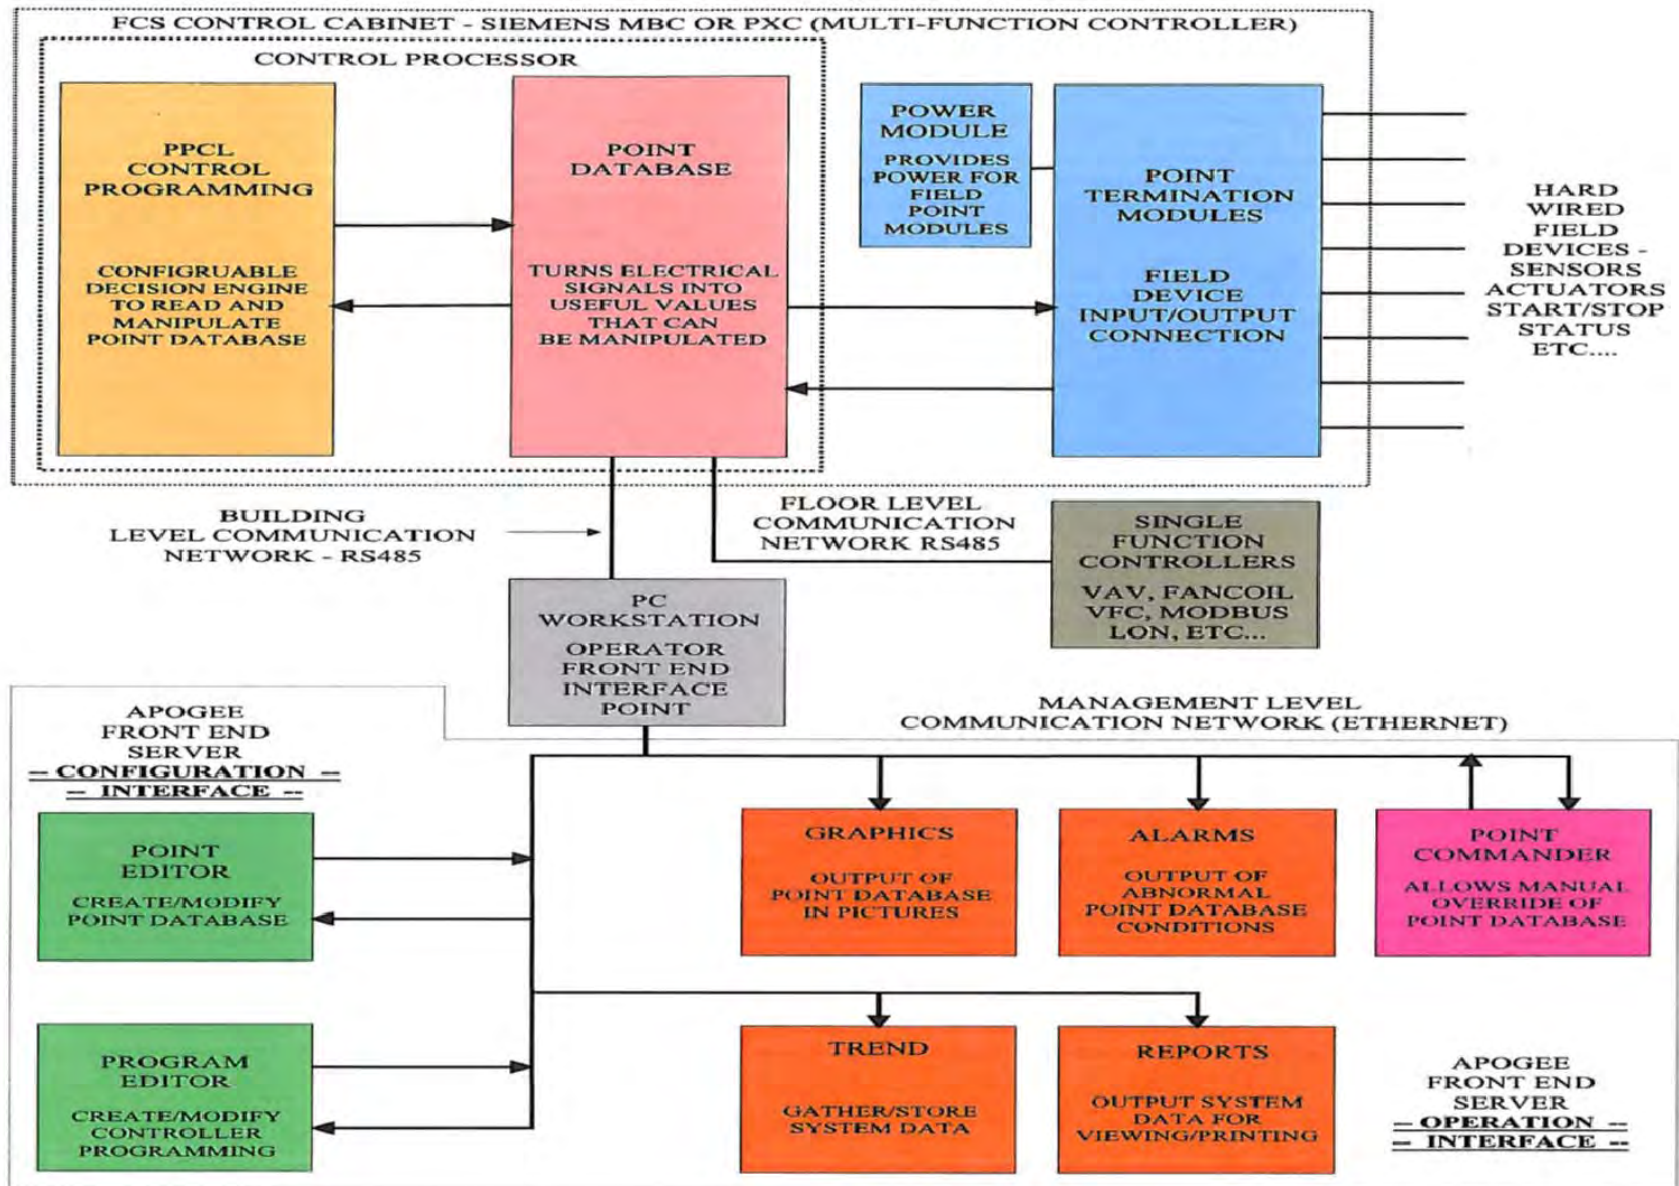 FCS CONTROL CABINET - SIEMENS MBC OR PXC (MULTI-FUNCTION CONTROLLER)
CONTROL PROCESSOR
PPCL
CONTROL
PROGRAMMING
CONFIGRUABLE
DECISION ENGINE
TO READ AND
MANIPULATE
POINT DATABASE
POINT
DATABASE
TURNS ELECTRICAL
SIGNALS INTO
USEFUL VALUES
THAT CAN
BE MANIPULATED
POWER
MODULE
PROVIDES
POWER FOR
FIELD
POINT
MODULES
POINT
TERMINATION
MODULES
FIELD
DEVICE
INPUT/OUTPUT
CONNECTION
HARD
WIRED
FIELD
DEVICES -
SENSORS
ACTUATORS
START/STOP
STATUS
ETC....
BUILDING
LEVEL COMMUNICATION
NETWORK - RS485
FLOOR LEVEL
COMMUNICATION
NETWORK RS485
SINGLE
FUNCTION
CONTROLLERS
VAV, FANCOIL
VFC, MODBUS
LON, ETC...
PC
WORKSTATION
OPERATOR
FRONT END
INTERFACE
POINT
MANAGEMENT LEVEL
COMMUNICATION NETWORK (ETHERNET)
APOGEE
FRONT END
SERVER
-- CONFIGURATION --
-- INTERFACE --
POINT
EDITOR
CREATE/MODIFY
POINT DATABASE
GRAPHICS
OUTPUT OF
POINT DATABASE
IN PICTURES
ALARMS
OUTPUT OF
ABNORMAL
POINT DATABASE
CONDITIONS
POINT
COMMANDER
ALLOWS MANUAL
OVERRIDE OF
POINT DATABASE
PROGRAM
EDITOR
CREATE/MODIFY
CONTROLLER
PROGRAMMING
TREND
GATHER/STORE
SYSTEM DATA
REPORTS
OUTPUT SYSTEM
DATA FOR
VIEWING/PRINTING
APOGEE
FRONT END
SERVER
-- OPERATION --
-- INTERFACE --